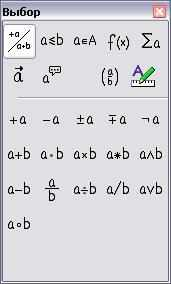 Выбор
+a/a+b a≤b a∈A f(x) ∑a
a⃗ a (a b)
+a -a ±a ∓a ¬a
a+b a·b a×b a∗b a∧b
a-b a/b a÷b a/b a∨b
a∘b